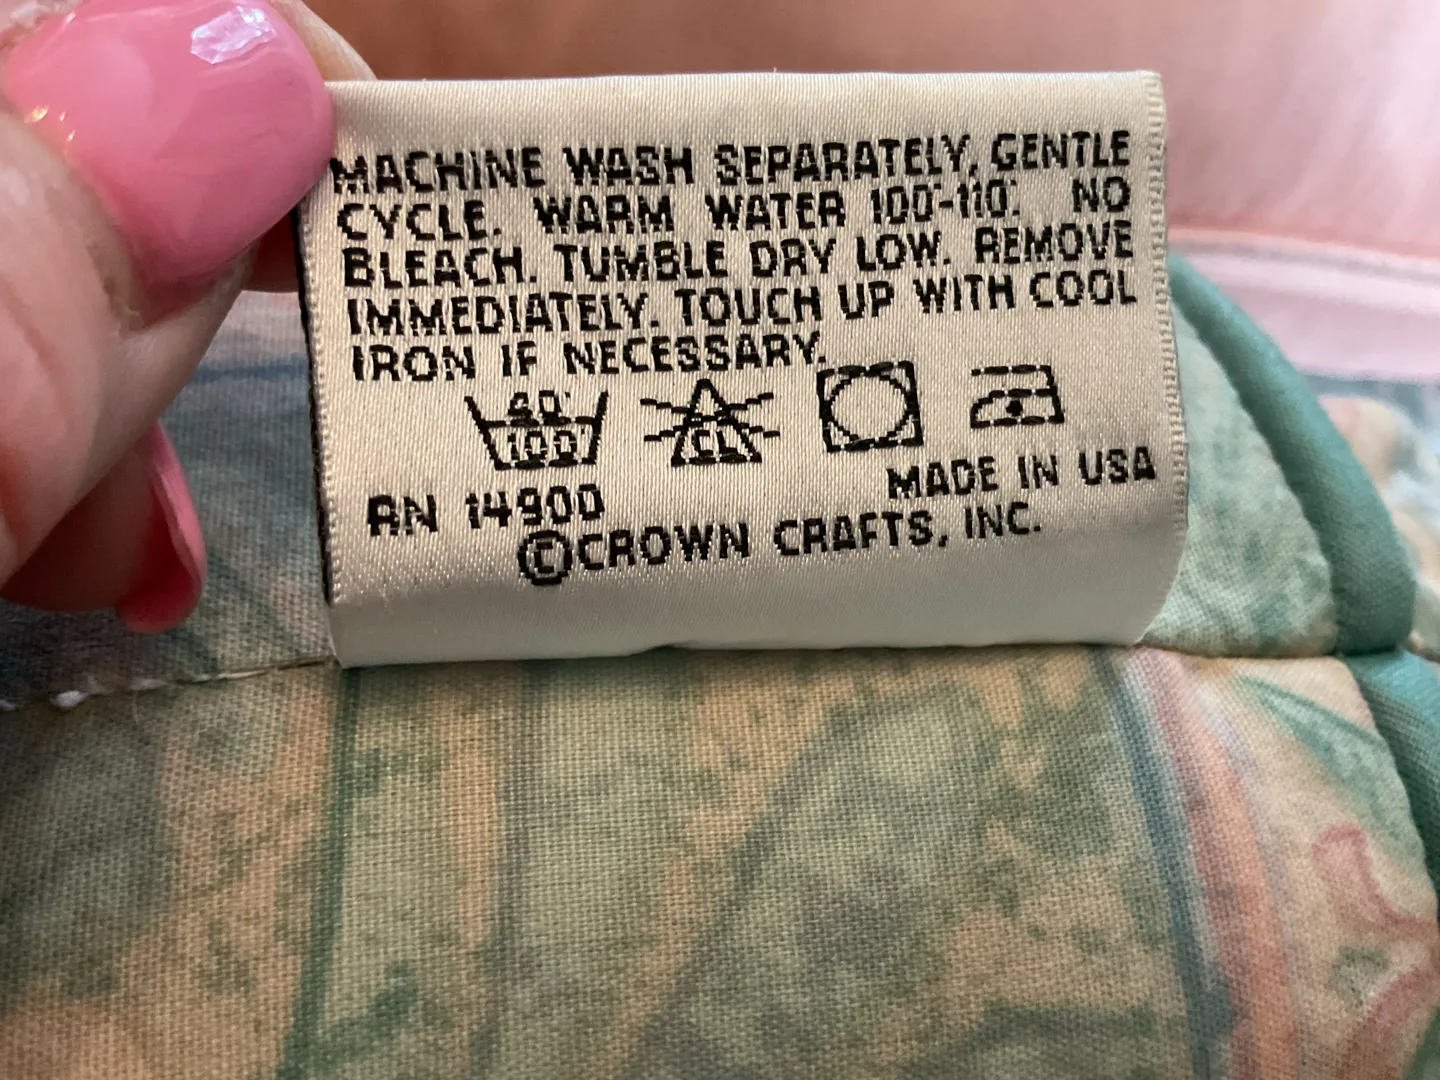 MACHINE WASH SEPARATELY, GENTLE
CYCLE. WARM WATER 100°-110°. NO
BLEACH. TUMBLE DRY LOW. REMOVE
IMMEDIATELY. TOUCH UP WITH COOL
IRON IF NECESSARY.
40°
100°
CL
RN 14900
MADE IN USA
©CROWN CRAFTS, INC.